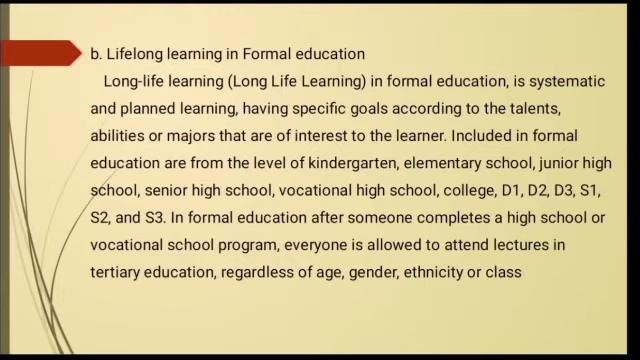 b. Lifelong learning in Formal education
Long-life learning (Long Life Learning) in formal education, is systematic
and planned learning, having specific goals according to the talents,
abilities or majors that are of interest to the learner. Included in formal
education are from the level of kindergarten, elementary school, junior high
school, senior high school, vocational high school, college, D1, D2, D3, S1,
S2, and S3. In formal education after someone completes a high school or
vocational school program, everyone is allowed to attend lectures in
tertiary education, regardless of age, gender, ethnicity or class